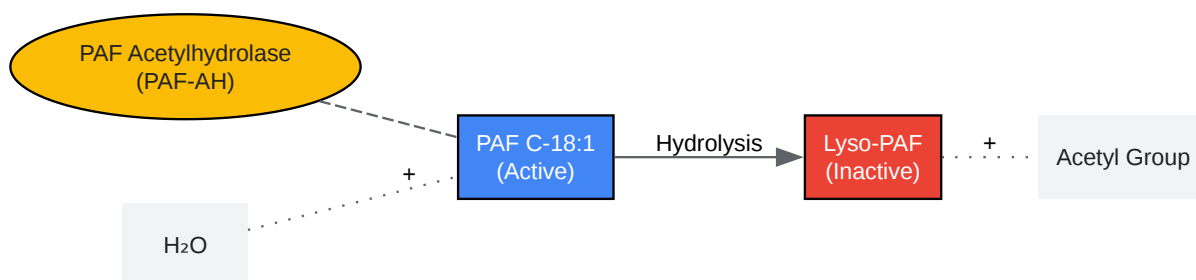 PAF Acetylhydrolase
(PAF-AH)
+
H₂O
PAF C-18:1
(Active)
Hydrolysis
Lyso-PAF
(Inactive)
+
Acetyl Group